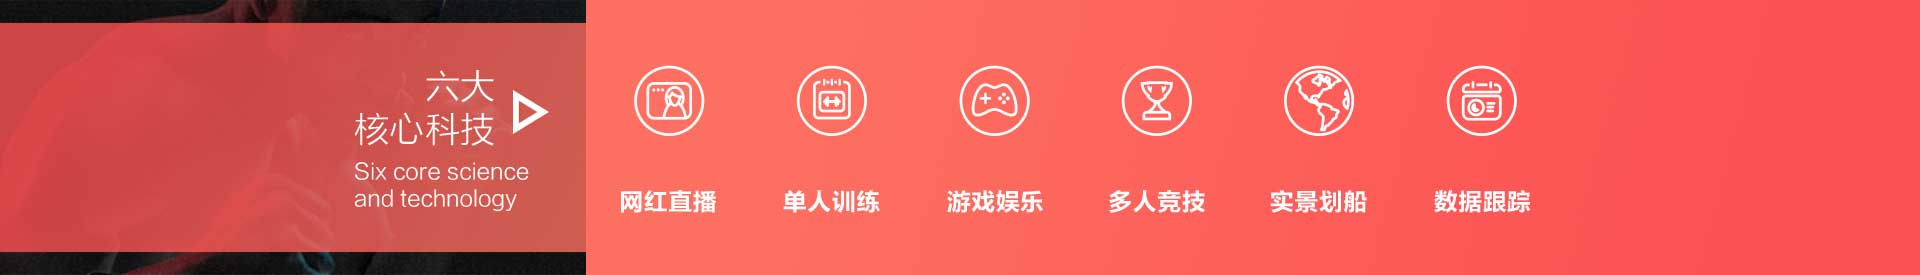 六大
核心科技
Six core science
and technology
网红直播
单人训练
游戏娱乐
多人竞技
实景划船
数据跟踪